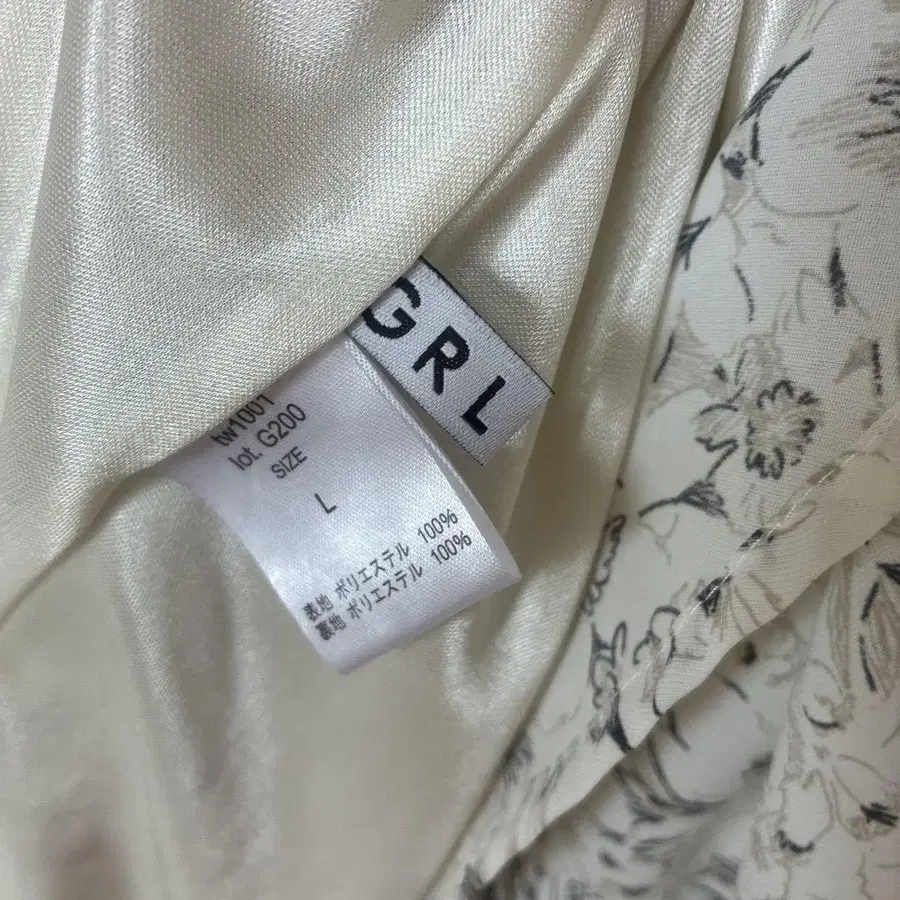 GRL
tw1001
lot. G200
SIZE
L
表地 ポリエステル 100%
裏地 ポリエステル 100%